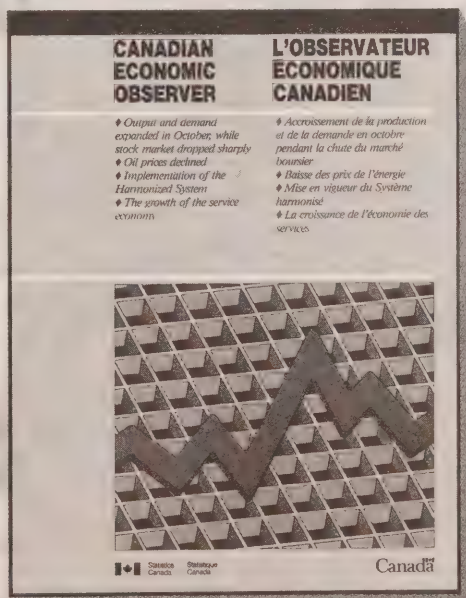 CANADIAN
ECONOMIC
OBSERVER
♦ Output and demand
expanded in October, while
stock market dropped sharply
♦ Oil prices declined
♦ Implementation of the
Harmonized System
♦ The growth of the service
economy
L'OBSERVATEUR
ÉCONOMIQUE
CANADIEN
♦ Accroissement de la production
et de la demande en octobre
pendant la chute du marché
boursier
♦ Baisse des prix de l'énergie
♦ Mise en vigueur du Système
harmonisé
♦ La croissance de l'économie des
services
Statistics
Canada
Statistique
Canada
Canada